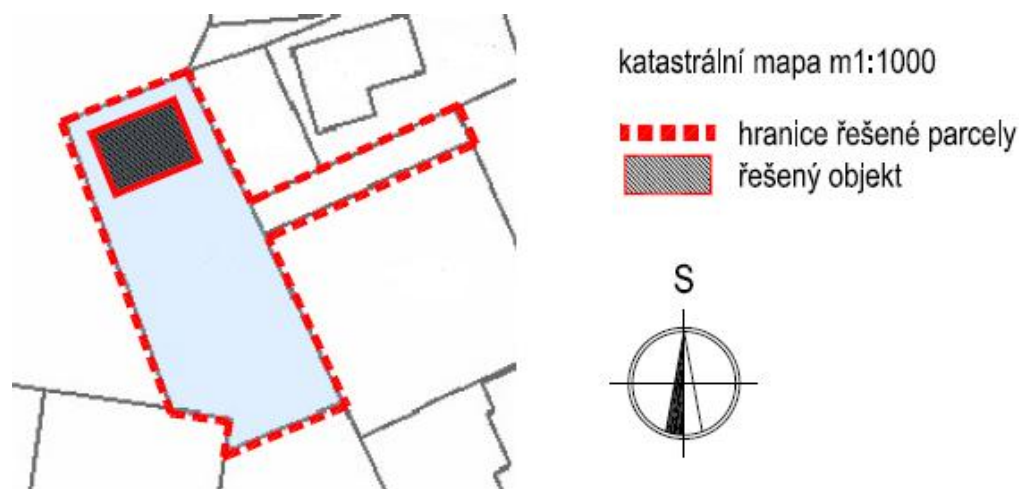 katastrální mapa m1:1000
hranice řešené parcely
řešený objekt
S